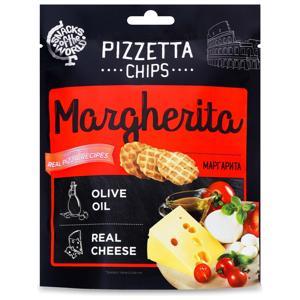 SNACKS
of the
WORLD
PIZZETTA
CHIPS
Margherita
REAL PIZZA RECIPES
МАРГАРИТА
OLIVE
OIL
REAL
CHEESE